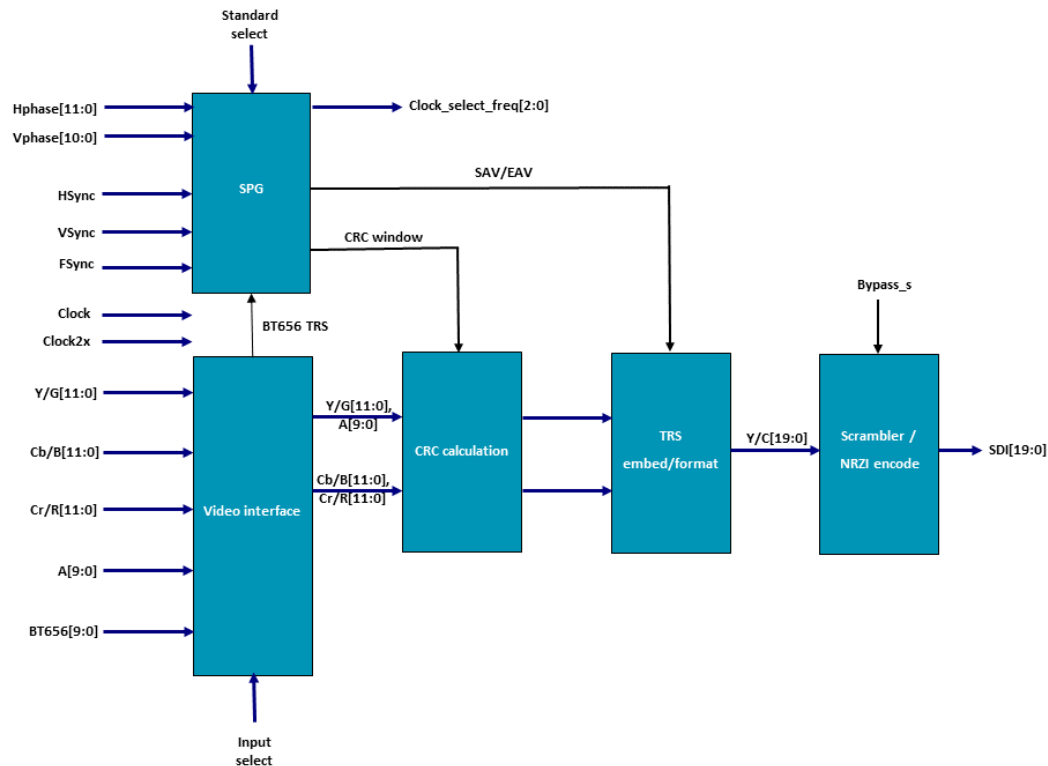 Standard
select
Hphase[11:0]
Clock_select_freq[2:0]
Vphase[10:0]
SAV/EAV
SPG
HSync
VSync
CRC window
FSync
Bypass_s
Clock
BT656 TRS
Clock2x
Y/G[11:0]
Y/G[11:0],
A[9:0]
TRS
embed/format
Y/C[19:0]
Scrambler /
NRZI encode
SDI[19:0]
Cb/B[11:0]
CRC calculation
Cb/B[11:0],
Cr/R[11:0]
Cr/R[11:0]
Video interface
A[9:0]
BT656[9:0]
Input
select